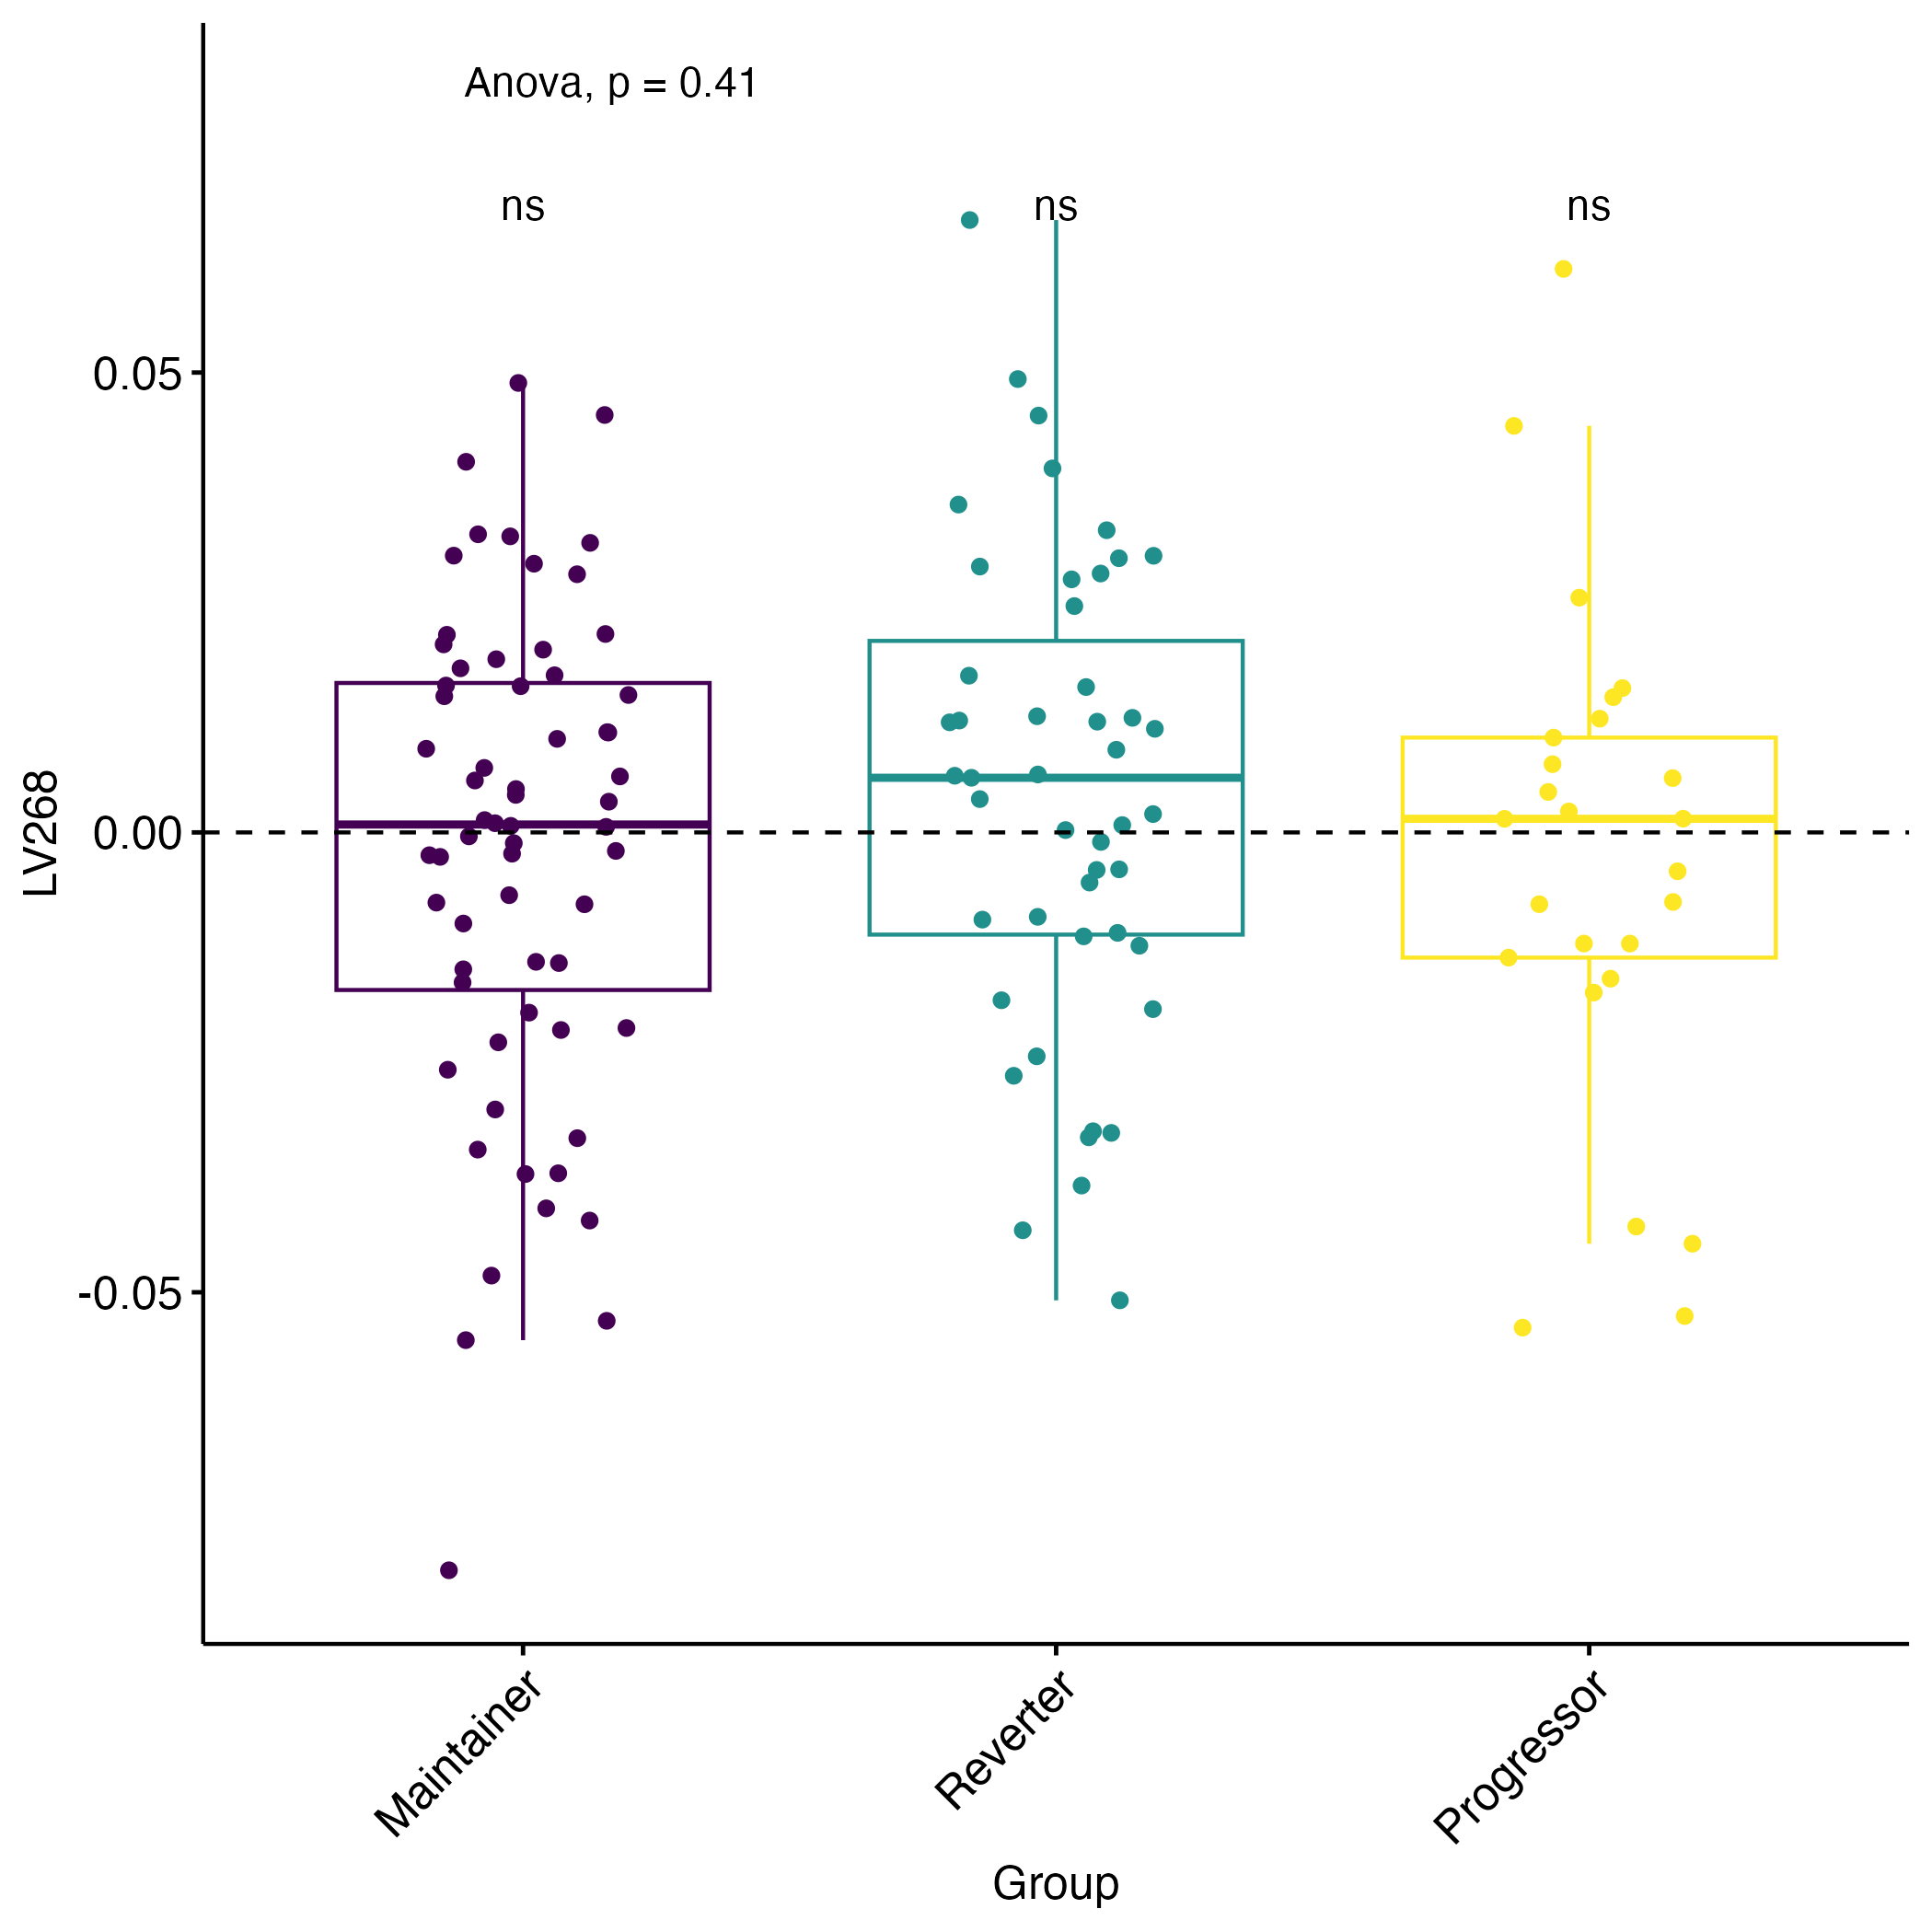 Anova, p = 0.41
ns ns ns
0.05
0.00
-0.05
LV268
Maintainer Reverter Progressor
Group